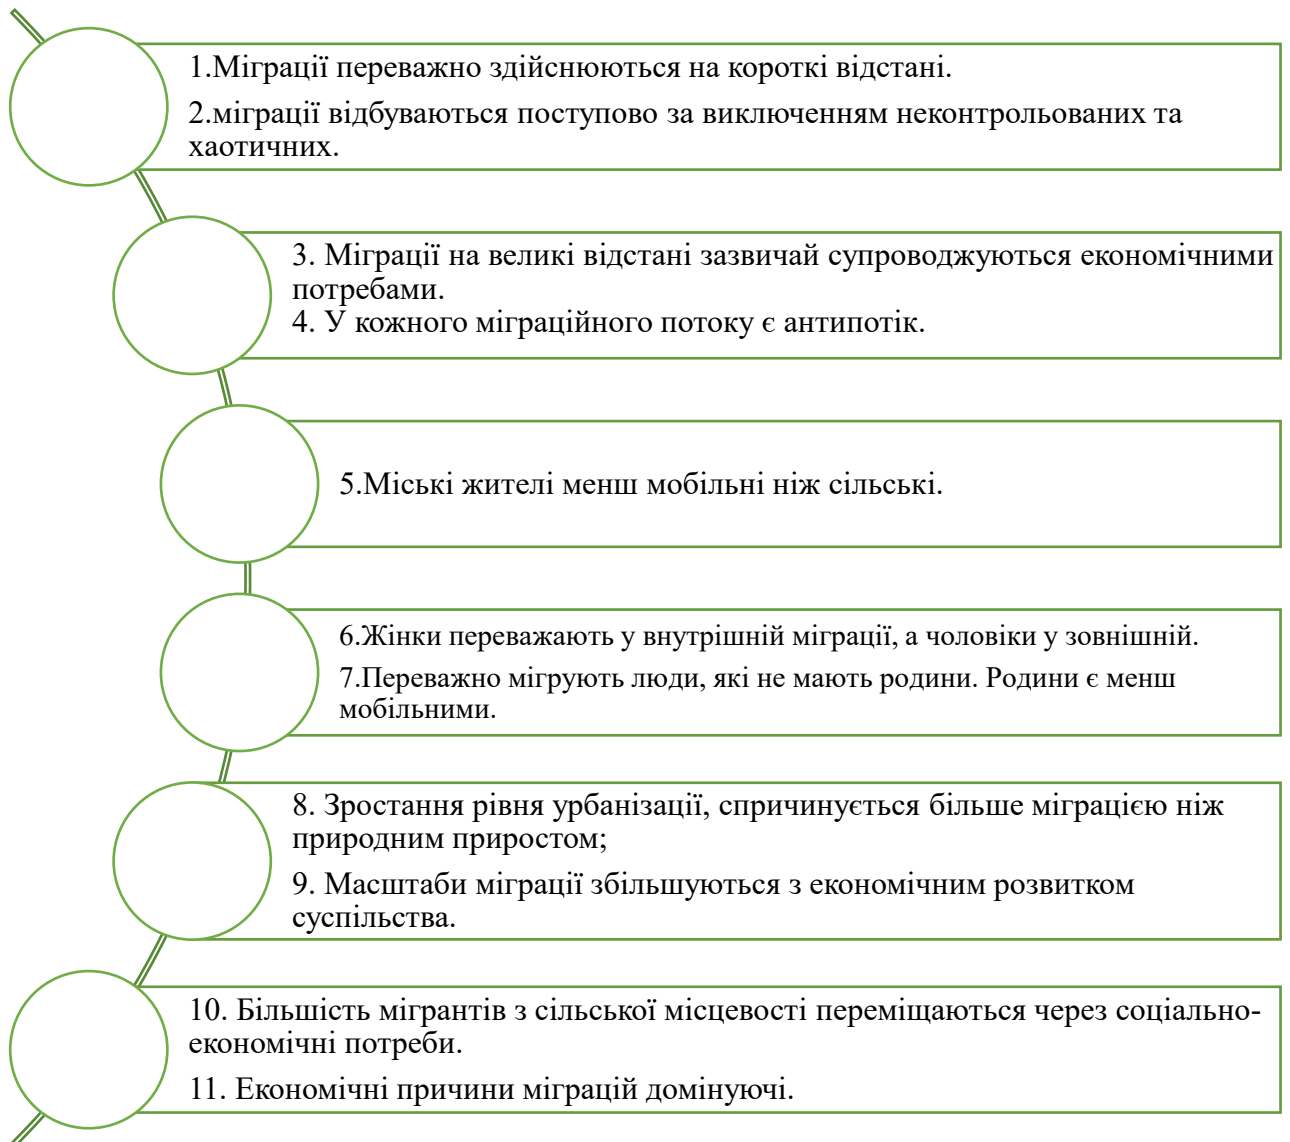 1.Міграції переважно здійснюються на короткі відстані.
2.міграції відбуваються поступово за виключенням неконтрольованих та
хаотичних.
3. Міграції на великі відстані зазвичай супроводжуються економічними
потребами.
4. У кожного міграційного потоку є антипотік.
5.Міські жителі менш мобільні ніж сільські.
6.Жінки переважають у внутрішній міграції, а чоловіки у зовнішній.
7.Переважно мігрують люди, які не мають родини. Родини є менш
мобільними.
8. Зростання рівня урбанізації, спричинується більше міграцією ніж
природним приростом;
9. Масштаби міграції збільшуються з економічним розвитком
суспільства.
10. Більшість мігрантів з сільської місцевості переміщаються через соціально-
економічні потреби.
11. Економічні причини міграцій домінуючі.